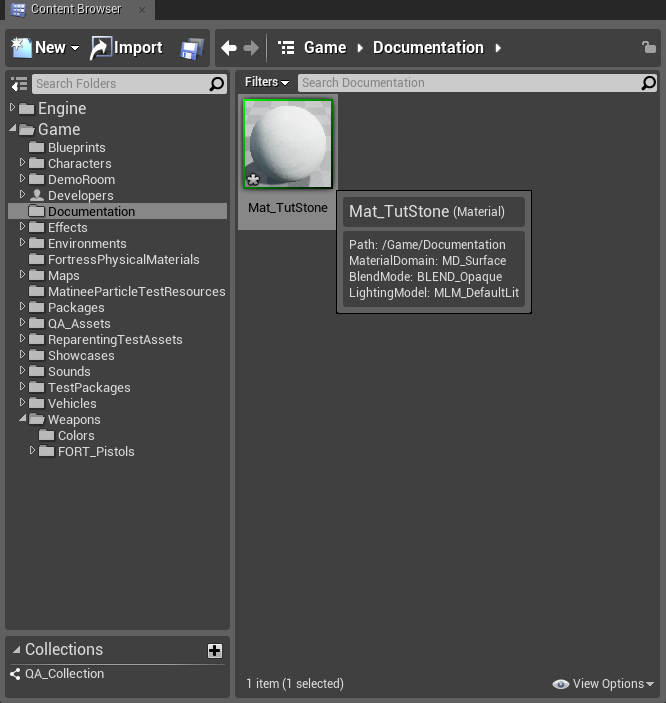 Content Browser
New
Import
Game
Documentation
Search Folders
Filters
Search Documentation
Engine
Game
Blueprints
Characters
DemoRoom
Developers
Documentation
Effects
Environments
FortressPhysicalMaterials
Maps
MatineeParticleTestResources
Packages
QA_Assets
ReparentingTestAssets
Showcases
Sounds
TestPackages
Vehicles
Weapons
Colors
FORT_Pistols
Mat_TutStone
Mat_TutStone (Material)
Path: /Game/Documentation
MaterialDomain: MD_Surface
BlendMode: BLEND_Opaque
LightingModel: MLM_DefaultLit
Collections
QA_Collection
1 item (1 selected)
View Options